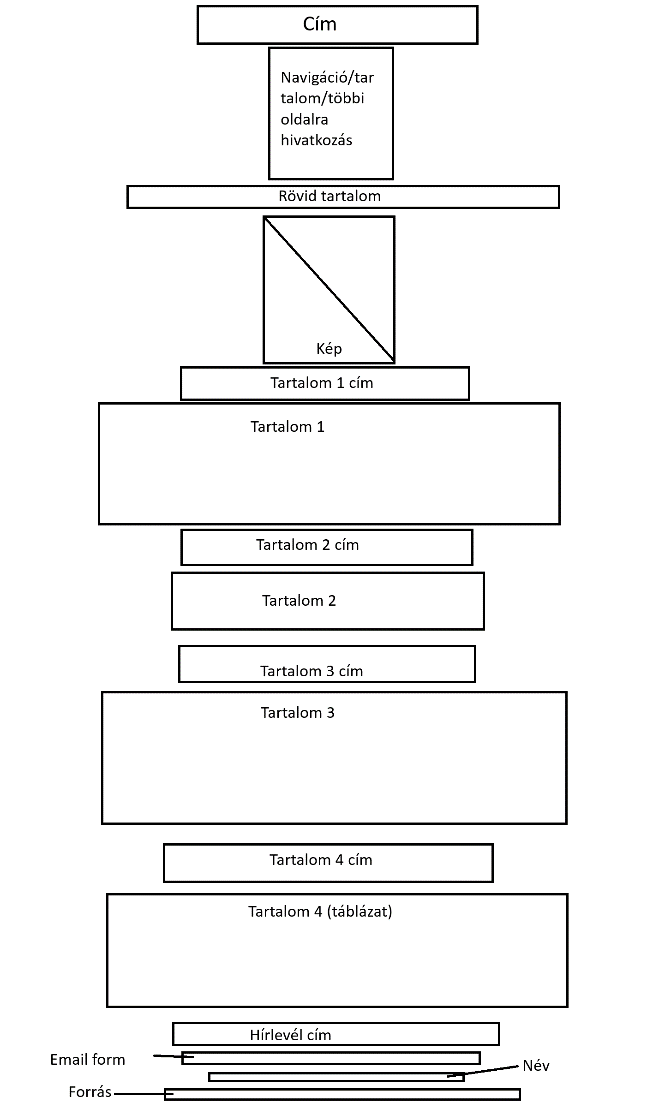 Cím
Navigáció/tar
talom/többi
oldalra
hivatkozás
Rövid tartalom
Kép
Tartalom 1 cím
Tartalom 1
Tartalom 2 cím
Tartalom 2
Tartalom 3 cím
Tartalom 3
Tartalom 4 cím
Tartalom 4 (táblázat)
Hírlevél cím
Email form
Név
Forrás